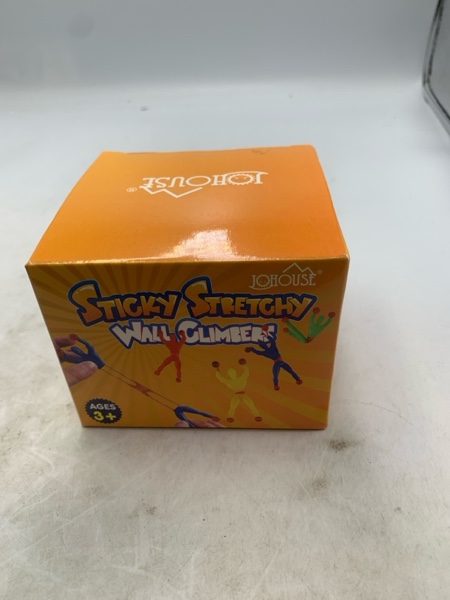 JOHOUSE®
JOHOUSE®
STICKY STRETCHY
WALL CLIMBERS
AGES
3+